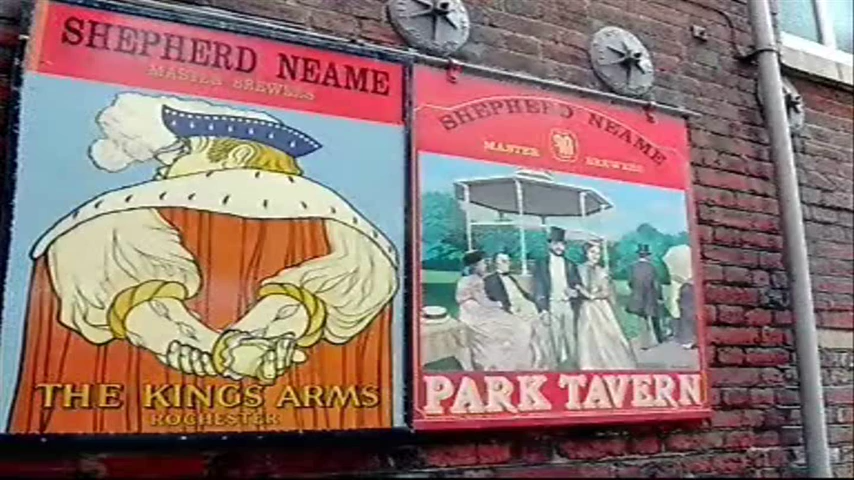 SHEPHERD NEAME
MASTER BREWERS
THE KINGS ARMS
ROCHESTER
SHEPHERD NEAME
MASTER BREWERS
PARK TAVERN